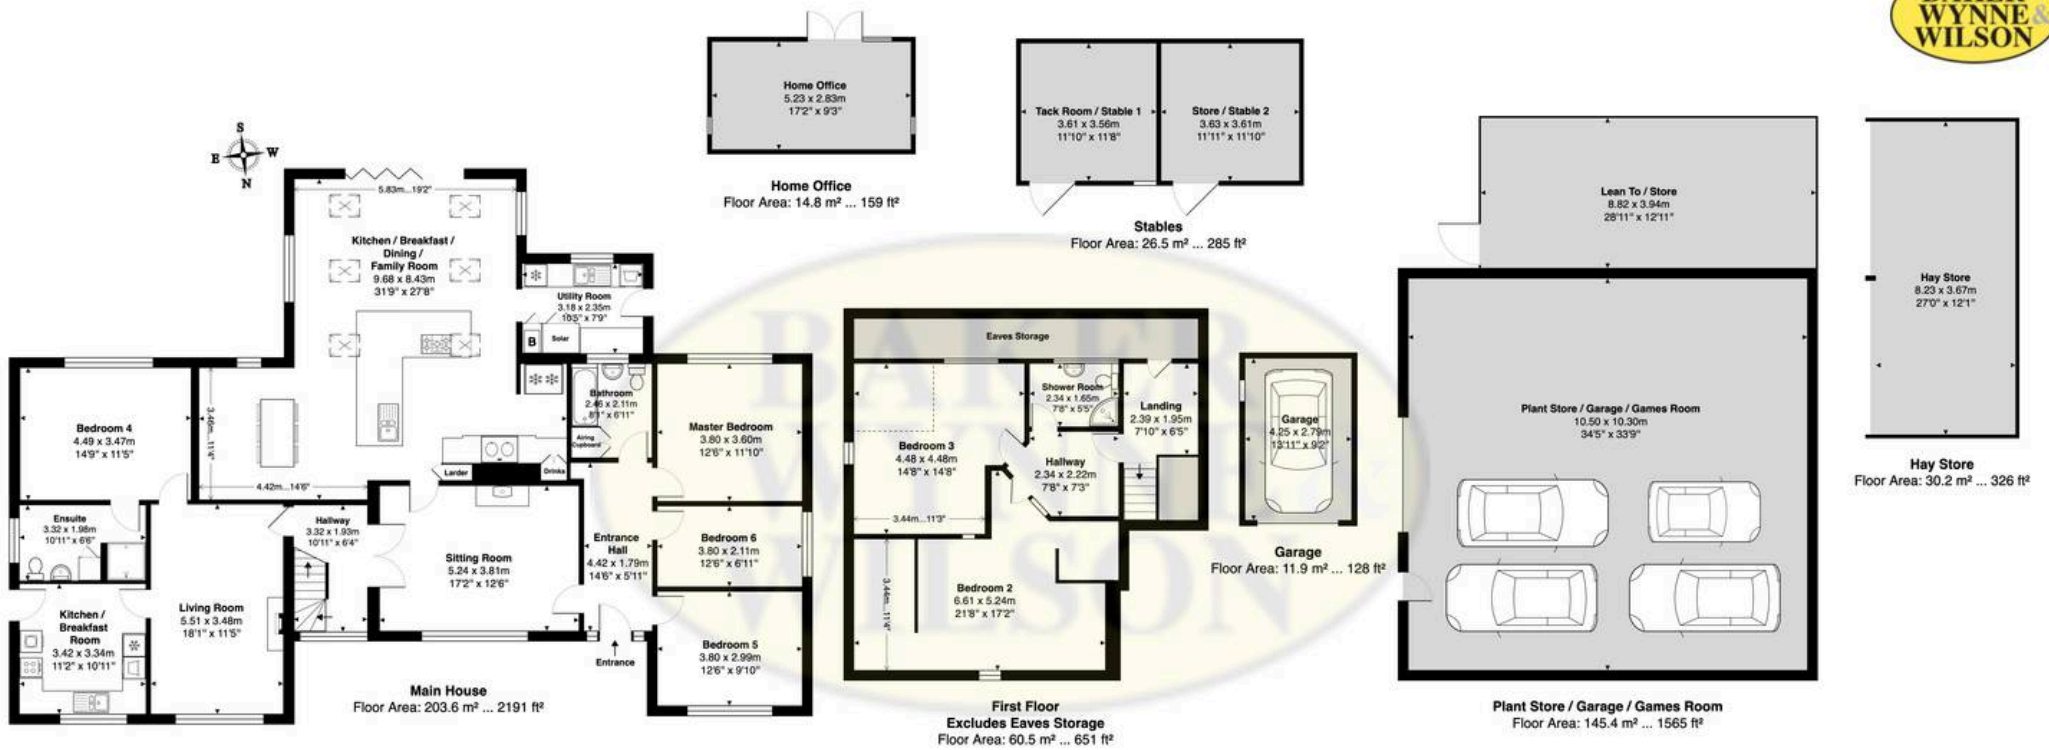 BAKER
WYNNE &
WILSON
S
E
W
N
5.83m...19'2"
Kitchen / Breakfast /
Dining /
Family Room
9.68 x 8.43m
31'9" x 27'8"
Utility Room
3.18 x 2.35m
10'5" x 7'9"
B
Solar
Bedroom 4
4.49 x 3.47m
14'9" x 11'5"
3.46m...11'4"
4.42m...14'6"
Larder
Drinks
Bathroom
2.46 x 2.11m
8'1" x 6'11"
Airing
Cupboard
Master Bedroom
3.80 x 3.60m
12'6" x 11'10"
Ensuite
3.32 x 1.98m
10'11" x 6'6"
Hallway
3.32 x 1.93m
10'11" x 6'4"
Sitting Room
5.24 x 3.81m
17'2" x 12'6"
Entrance
Hall
4.42 x 1.79m
14'6" x 5'11"
Bedroom 6
3.80 x 2.11m
12'6" x 6'11"
Kitchen /
Breakfast
Room
3.42 x 3.34m
11'2" x 10'11"
Living Room
5.51 x 3.48m
18'1" x 11'5"
Bedroom 5
3.80 x 2.99m
12'6" x 9'10"
Entrance
Main House
Floor Area: 203.6 m² ... 2191 ft²
Home Office
5.23 x 2.83m
17'2" x 9'3"
Home Office
Floor Area: 14.8 m² ... 159 ft²
Tack Room / Stable 1
3.61 x 3.56m
11'10" x 11'8"
Store / Stable 2
3.63 x 3.61m
11'11" x 11'10"
Stables
Floor Area: 26.5 m² ... 285 ft²
BAKER
WYNNE &
WILSON
Eaves Storage
Shower Room
2.34 x 1.65m
7'8" x 5'5"
Landing
2.39 x 1.95m
7'10" x 6'5"
Bedroom 3
4.48 x 4.48m
14'8" x 14'8"
Hallway
2.34 x 2.22m
7'8" x 7'3"
3.44m...11'3"
3.44m...11'4"
Bedroom 2
6.61 x 5.24m
21'8" x 17'2"
First Floor
Excludes Eaves Storage
Floor Area: 60.5 m² ... 651 ft²
Garage
4.25 x 2.79m
13'11" x 9'2"
Garage
Floor Area: 11.9 m² ... 128 ft²
Lean To / Store
8.82 x 3.94m
28'11" x 12'11"
Plant Store / Garage / Games Room
10.50 x 10.30m
34'5" x 33'9"
Plant Store / Garage / Games Room
Floor Area: 145.4 m² ... 1565 ft²
Hay Store
8.23 x 3.67m
27'0" x 12'1"
Hay Store
Floor Area: 30.2 m² ... 326 ft²